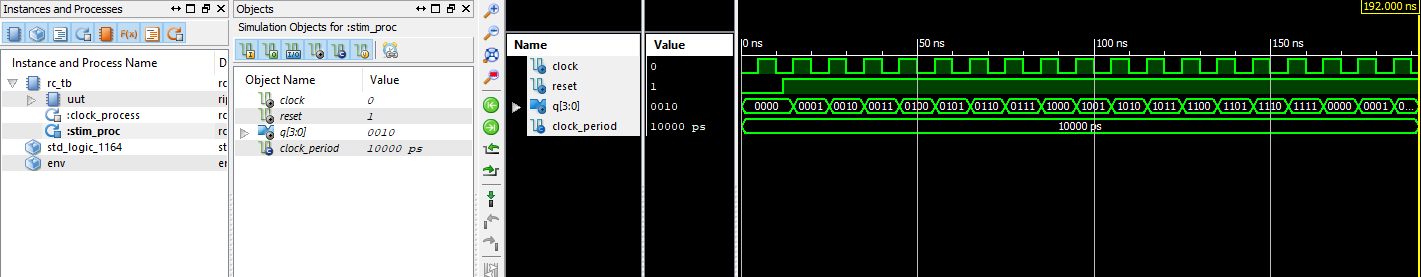 Instances and Processes
F(x)
Instance and Process Name D
rc_tb rc
uut rip
:clock_process rc
:stim_proc rc
std_logic_1164 st
env er
Objects
Simulation Objects for :stim_proc
Object Name Value
clock 0
reset 1
q[3:0] 0010
clock_period 10000 ps
Name Value
clock 0
reset 1
q[3:0] 0010
clock_period 10000 ps
192.000 ns
0 ns 50 ns 100 ns 150 ns
0000 0001 0010 0011 0100 0101 0110 0111 1000 1001 1010 1011 1100 1101 1110 1111 0000 0001 0...
10000 ps